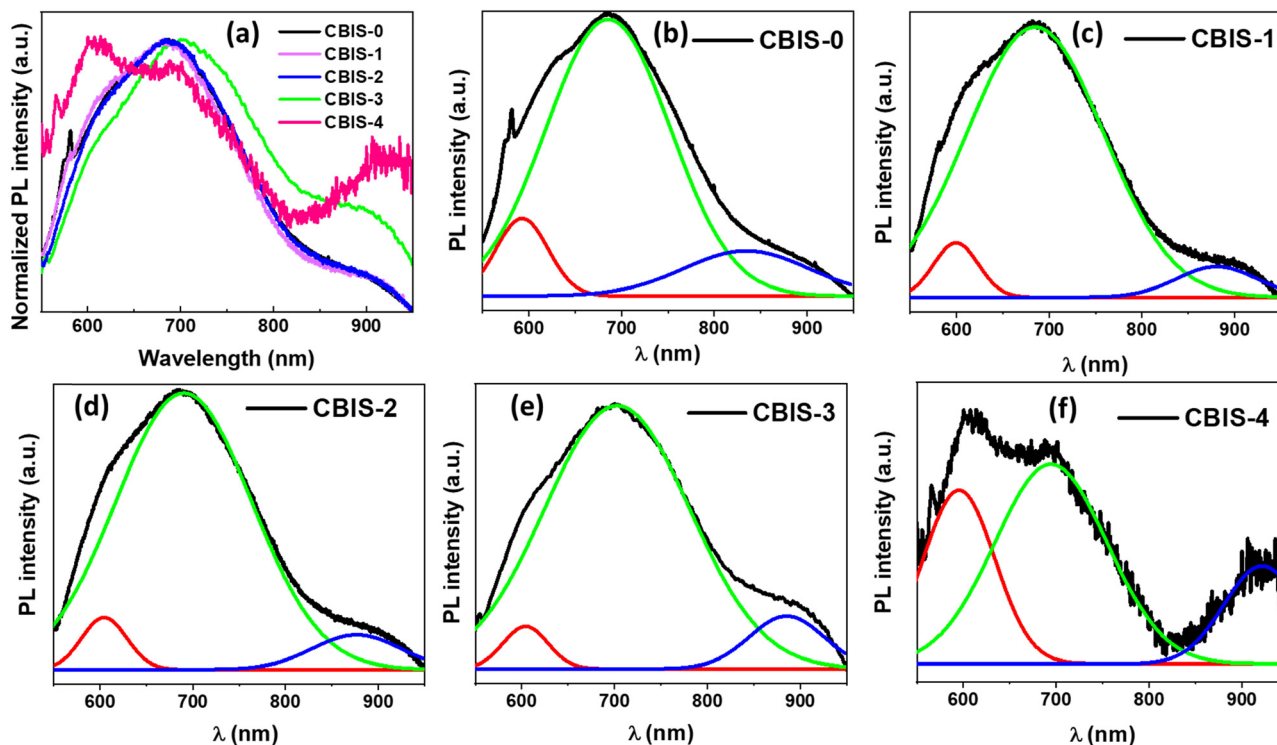 (a)
CBIS-0
CBIS-1
CBIS-2
CBIS-3
CBIS-4
Normalized PL intensity (a.u.)
600 700 800 900
Wavelength (nm)
(b)
CBIS-0
PL intensity (a.u.)
600 700 800 900
λ (nm)
(c)
CBIS-1
PL intensity (a.u.)
600 700 800 900
λ (nm)
(d)
CBIS-2
PL intensity (a.u.)
600 700 800 900
λ (nm)
(e)
CBIS-3
PL intensity (a.u.)
600 700 800 900
λ (nm)
(f)
CBIS-4
PL intensity (a.u.)
600 700 800 900
λ (nm)